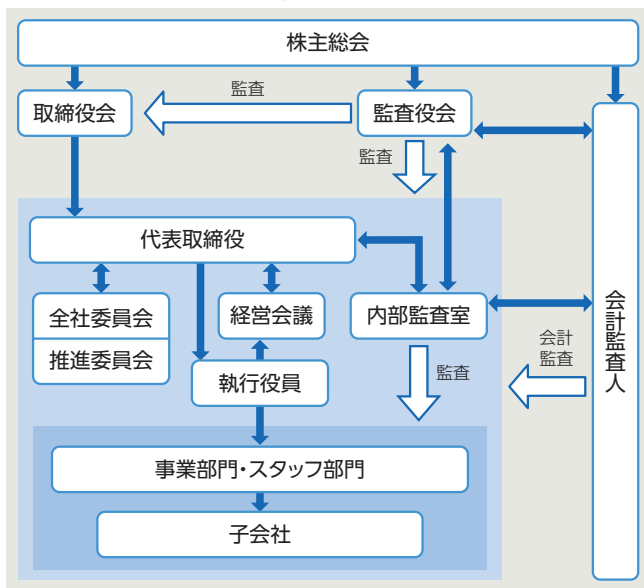 株主総会
監査
取締役会
監査役会
監査
代表取締役
全社委員会
推進委員会
経営会議
内部監査室
執行役員
監査
会計
監査
会計監査人
事業部門・スタッフ部門
子会社